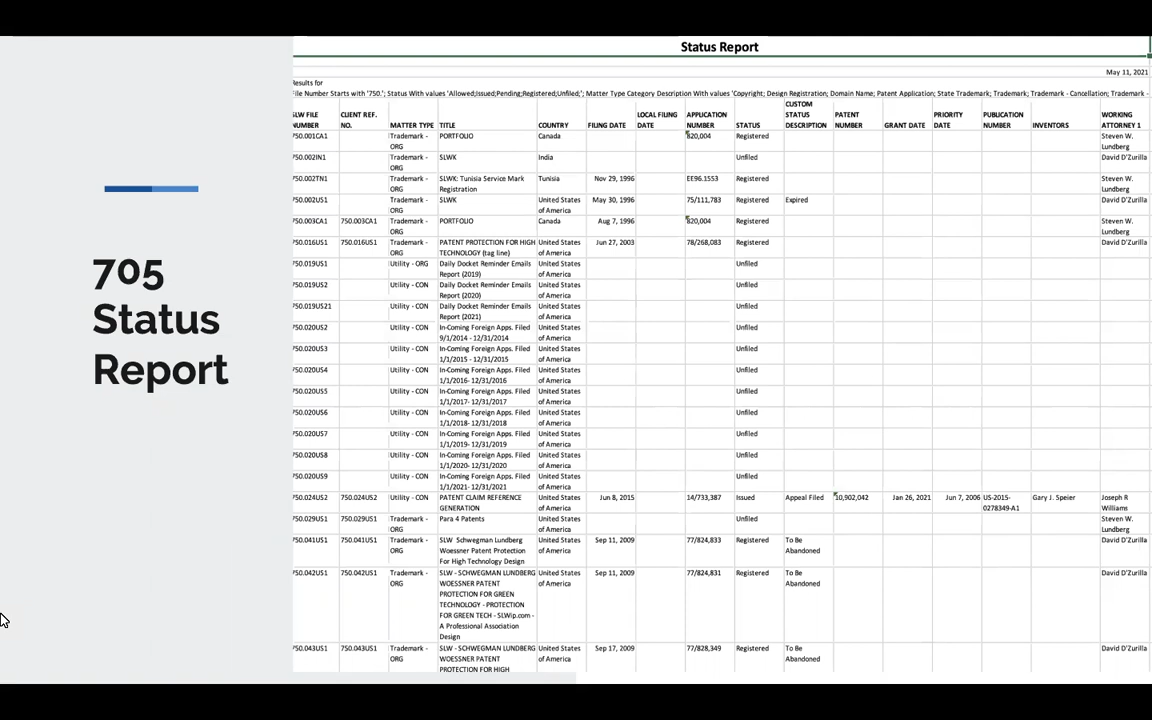 705
Status
Report
Status Report
May 11, 2021
Results for
File Number Starts with '750.'; Status With values 'Allowed;Issued;Pending;Registered;Unfiled;'; Matter Type Category Description With values 'Copyright; Design Registration; Domain Name; Patent Application; State Trademark; Trademark; Trademark - Cancellation; Trademark -
SLW FILE NUMBER CLIENT REF. NO. MATTER TYPE TITLE COUNTRY FILING DATE LOCAL FILING DATE APPLICATION NUMBER STATUS CUSTOM STATUS DESCRIPTION PATENT NUMBER GRANT DATE PRIORITY DATE PUBLICATION NUMBER INVENTORS WORKING ATTORNEY 1
750.001CA1 Trademark - ORG PORTFOLIO Canada 820,004 Registered Steven W. Lundberg
750.002IN1 Trademark - ORG SLWK India Unfiled David D'Zurilla
750.002TN1 Trademark - ORG SLWK: Tunisia Service Mark Registration Tunisia Nov 29, 1996 EE96.1553 Registered Steven W. Lundberg
750.002US1 Trademark - ORG SLWK United States of America May 30, 1996 75/111,783 Registered Expired David D'Zurilla
750.003CA1 750.003CA1 Trademark - ORG PORTFOLIO Canada Aug 7, 1996 820,004 Registered Steven W. Lundberg
750.016US1 750.016US1 Trademark - ORG PATENT PROTECTION FOR HIGH TECHNOLOGY (tag line) United States of America Jun 27, 2003 78/268,083 Registered David D'Zurilla
750.019US1 Utility - ORG Daily Docket Reminder Emails Report (2019) United States of America Unfiled
750.019US2 Utility - CON Daily Docket Reminder Emails Report (2020) United States of America Unfiled
750.019US21 Utility - CON Daily Docket Reminder Emails Report (2021) United States of America Unfiled
750.020US2 Utility - CON In-Coming Foreign Apps. Filed 9/1/2014 - 12/31/2014 United States of America Unfiled
750.020US3 Utility - CON In-Coming Foreign Apps. Filed 1/1/2015 - 12/31/2015 United States of America Unfiled
750.020US4 Utility - CON In-Coming Foreign Apps. Filed 1/1/2016- 12/31/2016 United States of America Unfiled
750.020US5 Utility - CON In-Coming Foreign Apps. Filed 1/1/2017- 12/31/2017 United States of America Unfiled
750.020US6 Utility - CON In-Coming Foreign Apps. Filed 1/1/2018- 12/31/2018 United States of America Unfiled
750.020US7 Utility - CON In-Coming Foreign Apps. Filed 1/1/2019- 12/31/2019 United States of America Unfiled
750.020US8 Utility - CON In-Coming Foreign Apps. Filed 1/1/2020- 12/31/2020 United States of America Unfiled
750.020US9 Utility - CON In-Coming Foreign Apps. Filed 1/1/2021- 12/31/2021 United States of America Unfiled
750.024US2 750.024US2 Utility - CON PATENT CLAIM REFERENCE GENERATION United States of America Jun 8, 2015 14/733,387 Issued Appeal Filed 10,902,042 Jan 26, 2021 Jun 7, 2006 US-2015-0278349-A1 Gary J. Speier Joseph R Williams
750.029US1 750.029US1 Trademark - ORG Para 4 Patents United States of America Unfiled Steven W. Lundberg
750.041US1 750.041US1 Trademark - ORG SLW Schwegman Lundberg Woessner Patent Protection For High Technology Design United States of America Sep 11, 2009 77/824,833 Registered To Be Abandoned David D'Zurilla
750.042US1 750.042US1 Trademark - ORG SLW - SCHWEGMAN LUNDBERG WOESSNER PATENT PROTECTION FOR GREEN TECHNOLOGY - PROTECTION FOR GREEN TECH - SLWip.com - A Professional Association Design United States of America Sep 11, 2009 77/824,831 Registered To Be Abandoned David D'Zurilla
750.043US1 750.043US1 Trademark - ORG SLW - SCHWEGMAN LUNDBERG WOESSNER PATENT PROTECTION FOR HIGH United States of America Sep 17, 2009 77/828,349 Registered To Be Abandoned David D'Zurilla